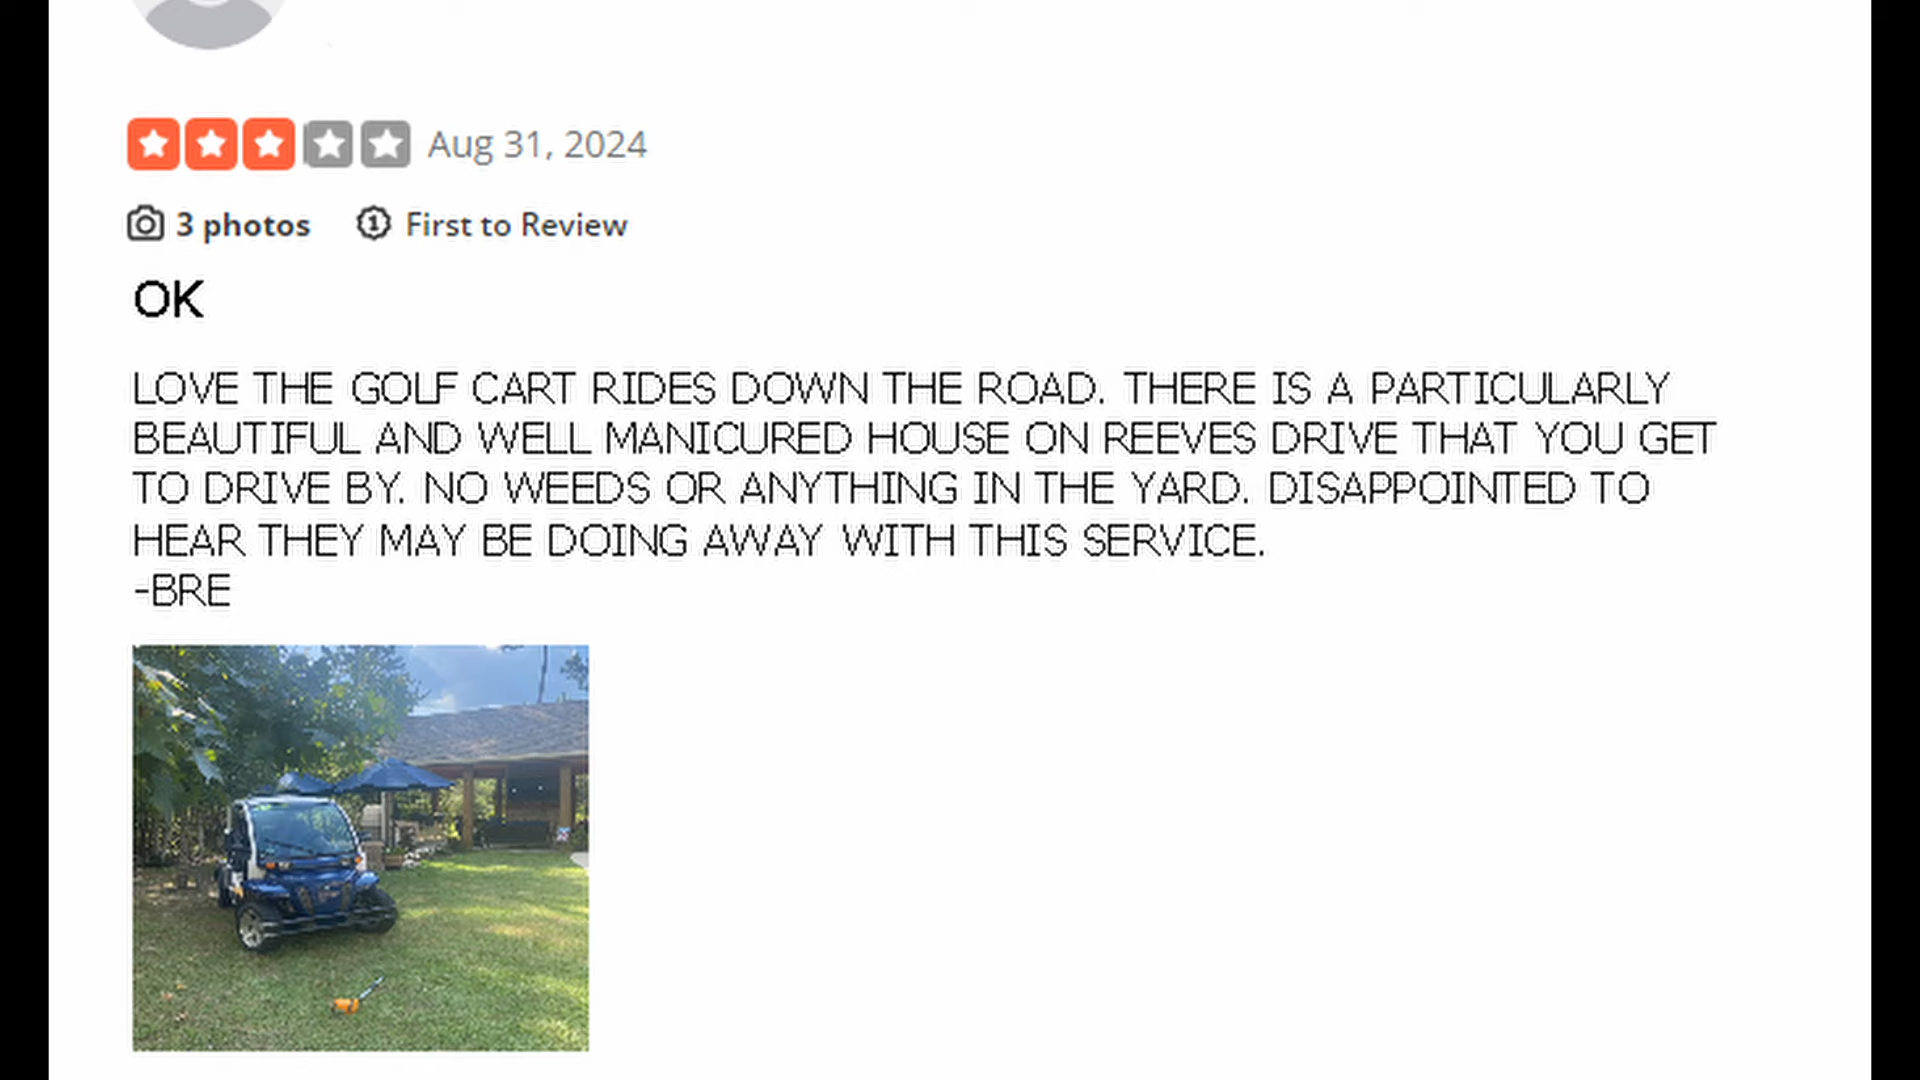 Aug 31, 2024
3 photos First to Review
OK
LOVE THE GOLF CART RIDES DOWN THE ROAD. THERE IS A PARTICULARLY
BEAUTIFUL AND WELL MANICURED HOUSE ON REEVES DRIVE THAT YOU GET
TO DRIVE BY. NO WEEDS OR ANYTHING IN THE YARD. DISAPPOINTED TO
HEAR THEY MAY BE DOING AWAY WITH THIS SERVICE.
-BRE